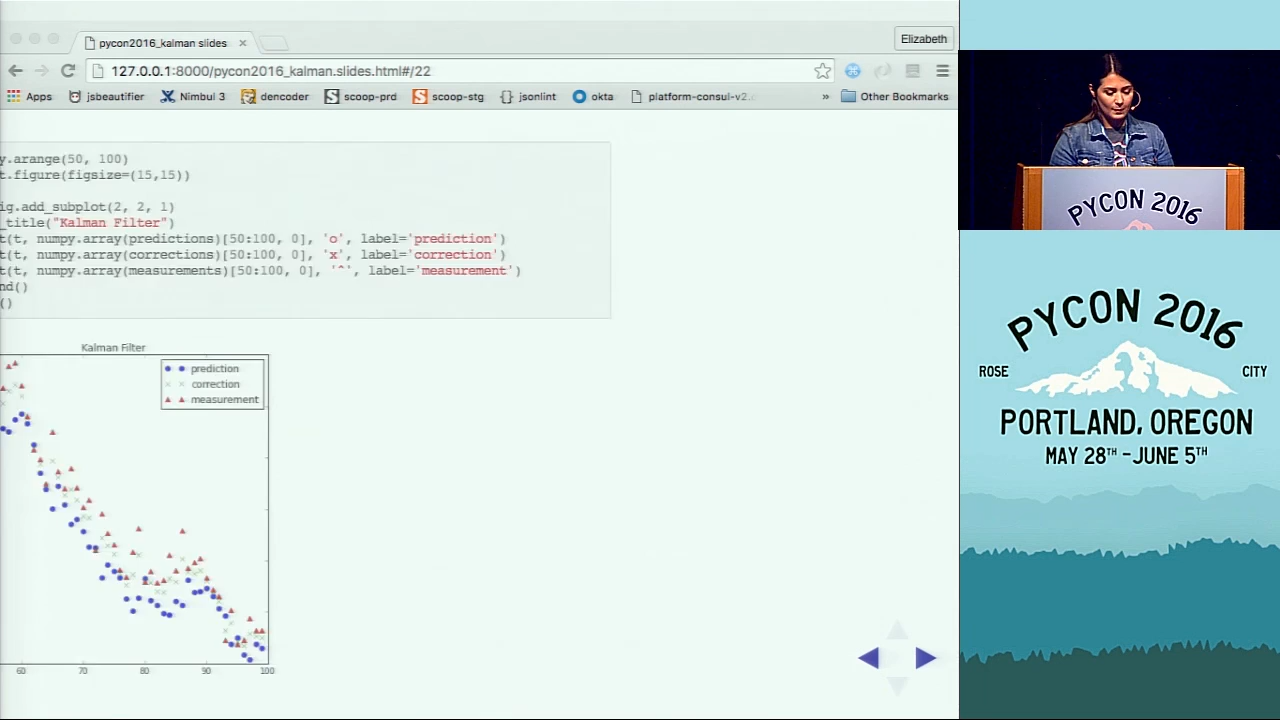 pycon2016_kalman slides
Elizabeth
127.0.0.1:8000/pycon2016_kalman.slides.html#/22
Apps jsbeautifier Nimbul 3 dencoder scoop-prd scoop-stg jsonlint okta platform-consul-v2. » Other Bookmarks
y.arange(50, 100)
t.figure(figsize=(15,15))
ig.add_subplot(2, 2, 1)
_title("Kalman Filter")
t(t, numpy.array(predictions)[50:100, 0], 'o', label='prediction')
t(t, numpy.array(corrections)[50:100, 0], 'x', label='correction')
t(t, numpy.array(measurements)[50:100, 0], '^', label='measurement')
nd()
()
Kalman Filter
prediction
correction
measurement
60 70 80 90 100
PYCON 2016
PYCON 2016
ROSE CITY
PORTLAND, OREGON
MAY 28TH - JUNE 5TH